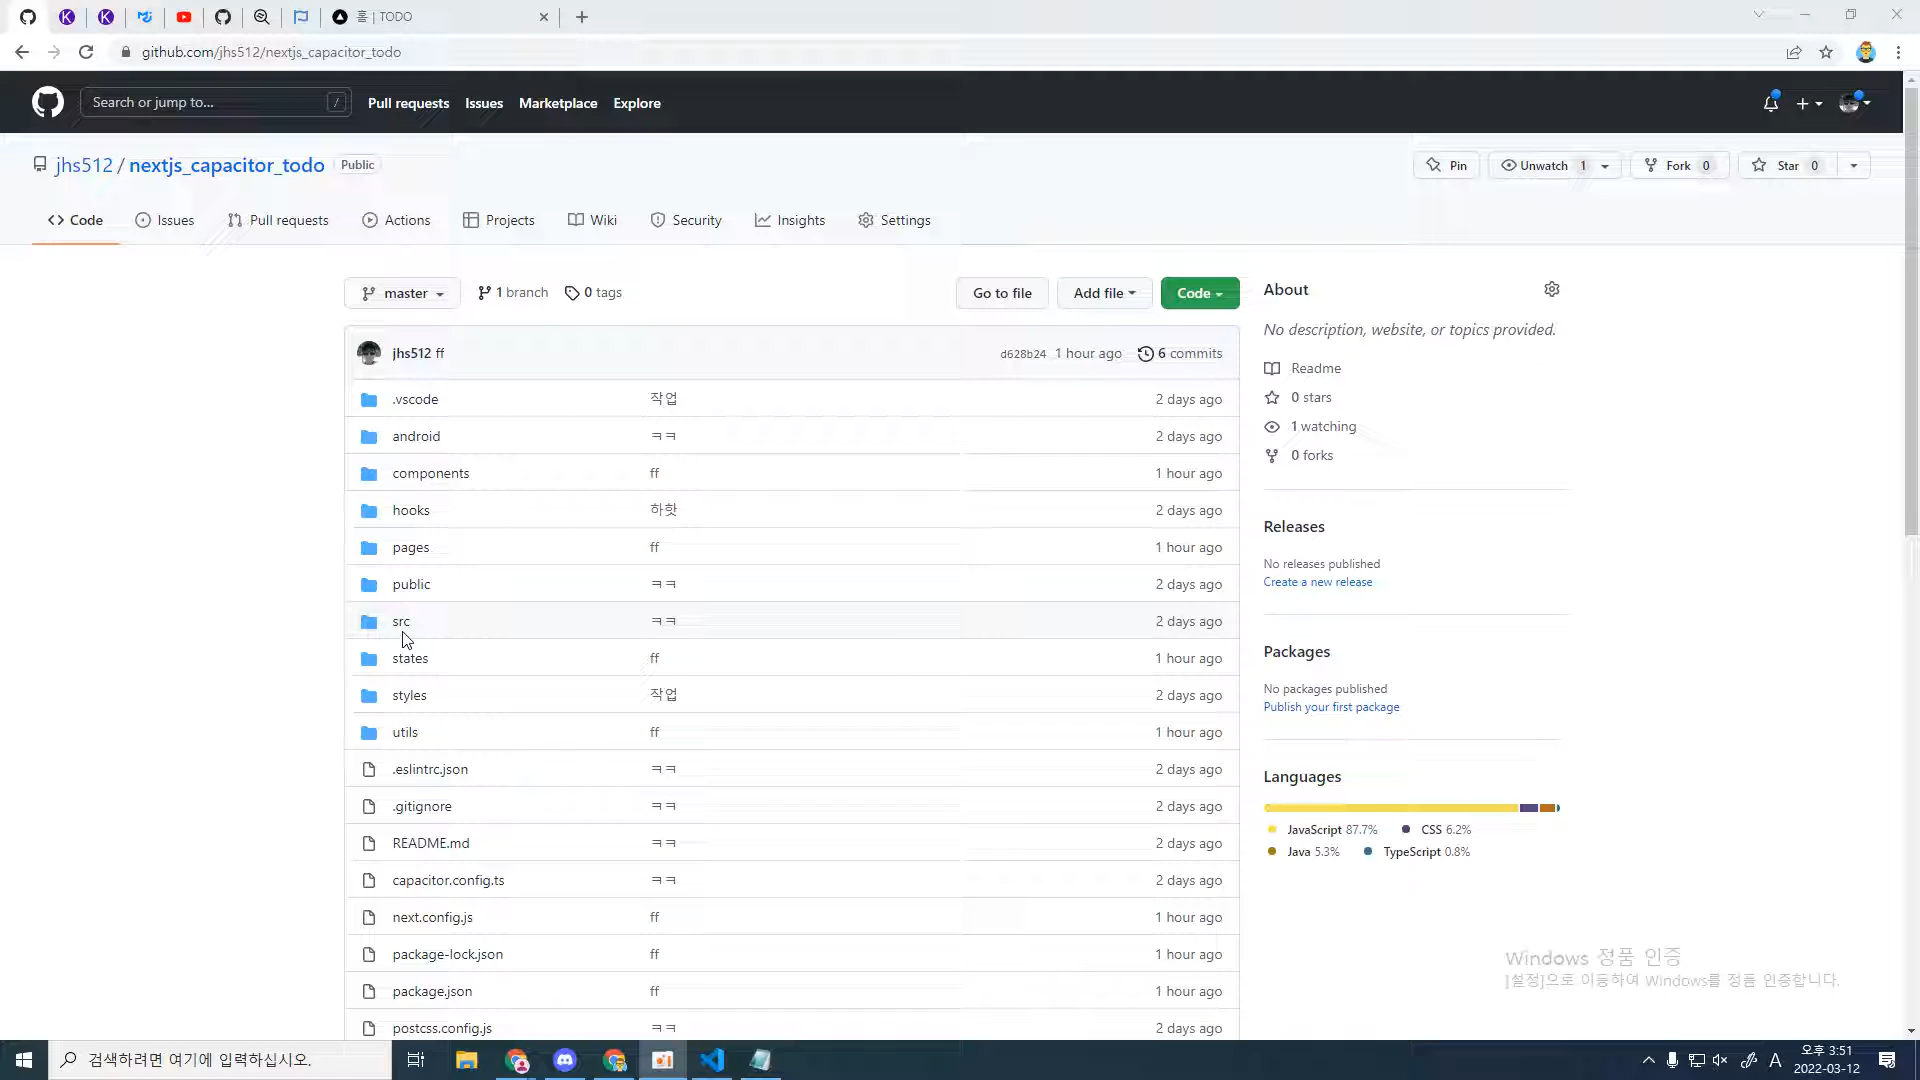 홈 | TODO
github.com/jhs512/nextjs_capacitor_todo
Search or jump to... /
Pull requests Issues Marketplace Explore
jhs512 / nextjs_capacitor_todo Public
Pin Unwatch 1 Fork 0 Star 0
Code Issues Pull requests Actions Projects Wiki Security Insights Settings
master 1 branch 0 tags Go to file Add file Code
jhs512 ff d628b24 1 hour ago 6 commits
.vscode 작업 2 days ago
android ㅋㅋ 2 days ago
components ff 1 hour ago
hooks 하핫 2 days ago
pages ff 1 hour ago
public ㅋㅋ 2 days ago
src ㅋㅋ 2 days ago
states ff 1 hour ago
styles 작업 2 days ago
utils ff 1 hour ago
.eslintrc.json ㅋㅋ 2 days ago
.gitignore ㅋㅋ 2 days ago
README.md ㅋㅋ 2 days ago
capacitor.config.ts ㅋㅋ 2 days ago
next.config.js ff 1 hour ago
package-lock.json ff 1 hour ago
package.json ff 1 hour ago
postcss.config.js ㅋㅋ 2 days ago
About
No description, website, or topics provided.
Readme
0 stars
1 watching
0 forks
Releases
No releases published
Create a new release
Packages
No packages published
Publish your first package
Languages
JavaScript 87.7% CSS 6.2%
Java 5.3% TypeScript 0.8%
Windows 정품 인증
[설정]으로 이동하여 Windows를 정품 인증합니다.
검색하려면 여기에 입력하십시오.
A
오후 3:51
2022-03-12